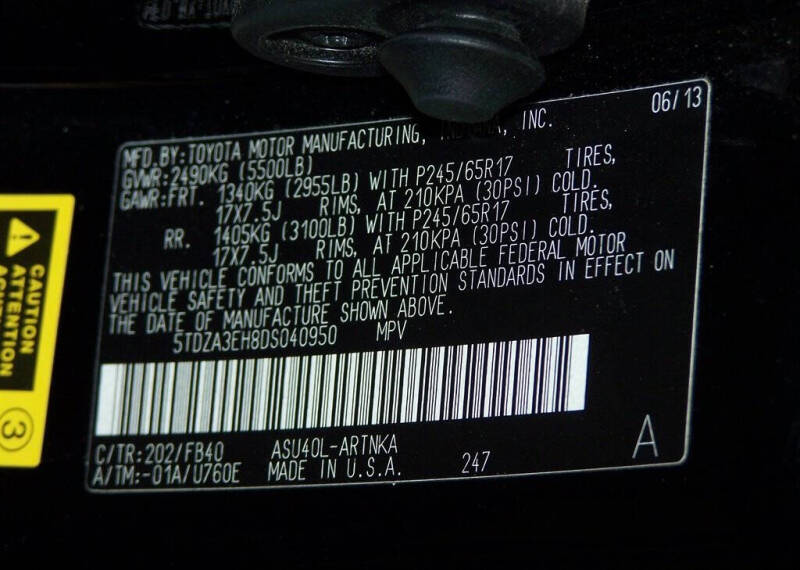 06/13
MFD.BY:TOYOTA MOTOR MANUFACTURING, INC.
GVWR:2490KG (5500LB)
GAWR:FRT. 1340KG (2955LB) WITH P245/65R17 TIRES,
17X7.5J RIMS, AT 210KPA (30PSI) COLD.
RR. 1405KG (3100LB) WITH P245/65R17 TIRES,
17X7.5J RIMS, AT 210KPA (30PSI) COLD.
THIS VEHICLE CONFORMS TO ALL APPLICABLE FEDERAL MOTOR
VEHICLE SAFETY AND THEFT PREVENTION STANDARDS IN EFFECT ON
THE DATE OF MANUFACTURE SHOWN ABOVE.
5TDZA3EH8DS040950 MPV
C/TR:202/FB40 ASU40L-ARTNKA
A/TM:-01A/U760E MADE IN U.S.A. 247 A
CAUTION
ATTENTION
3